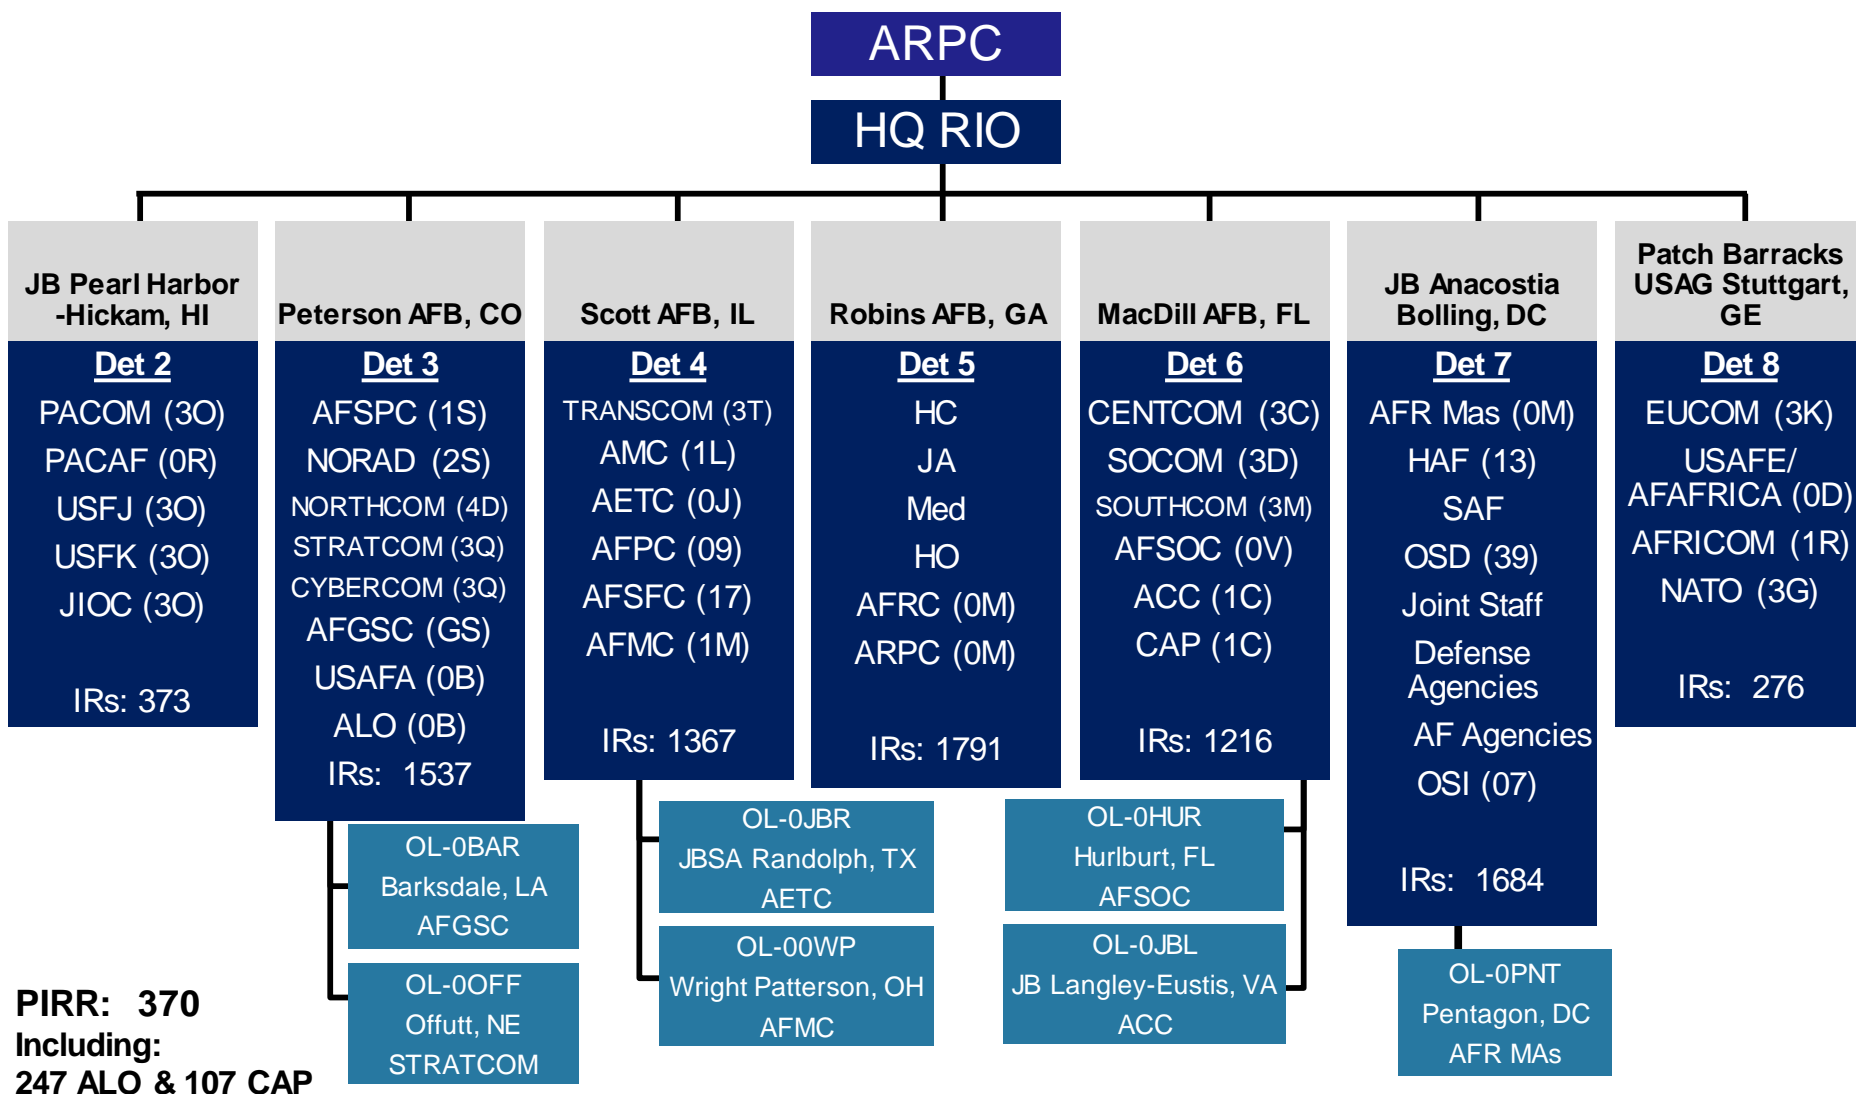 ARPC
HQ RIO
JB Pearl Harbor
-Hickam, HI
Det 2
PACOM (3O)
PACAF (0R)
USFJ (3O)
USFK (3O)
JIOC (3O)
IRs: 373
Peterson AFB, CO
Det 3
AFSPC (1S)
NORAD (2S)
NORTHCOM (4D)
STRATCOM (3Q)
CYBERCOM (3Q)
AFGSC (GS)
USAFA (0B)
ALO (0B)
IRs: 1537
OL-0BAR
Barksdale, LA
AFGSC
OL-0OFF
Offutt, NE
STRATCOM
Scott AFB, IL
Det 4
TRANSCOM (3T)
AMC (1L)
AETC (0J)
AFPC (09)
AFSFC (17)
AFMC (1M)
IRs: 1367
OL-0JBR
JBSA Randolph, TX
AETC
OL-00WP
Wright Patterson, OH
AFMC
Robins AFB, GA
Det 5
HC
JA
Med
HO
AFRC (0M)
ARPC (0M)
IRs: 1791
MacDill AFB, FL
Det 6
CENTCOM (3C)
SOCOM (3D)
SOUTHCOM (3M)
AFSOC (0V)
ACC (1C)
CAP (1C)
IRs: 1216
OL-0HUR
Hurlburt, FL
AFSOC
OL-0JBL
JB Langley-Eustis, VA
ACC
JB Anacostia
Bolling, DC
Det 7
AFR Mas (0M)
HAF (13)
SAF
OSD (39)
Joint Staff
Defense
Agencies
AF Agencies
OSI (07)
IRs: 1684
OL-0PNT
Pentagon, DC
AFR MAs
Patch Barracks
USAG Stuttgart,
GE
Det 8
EUCOM (3K)
USAFE/
AFAFRICA (0D)
AFRICOM (1R)
NATO (3G)
IRs: 276
PIRR: 370
Including:
247 ALO & 107 CAP